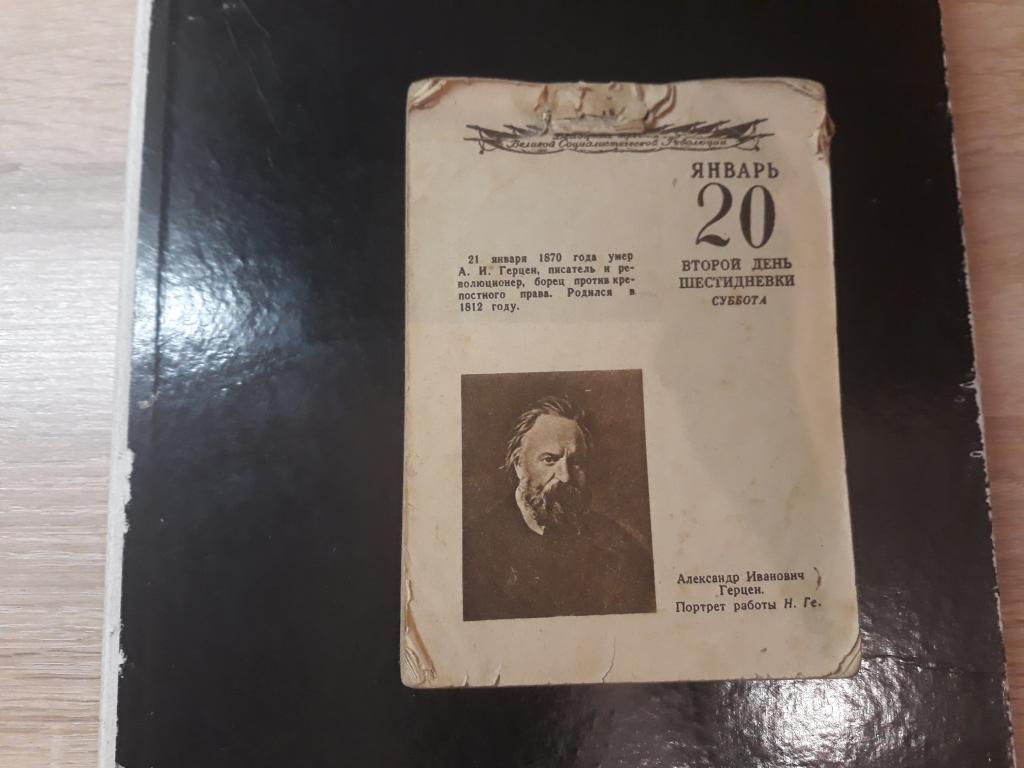 Великой Социалистической Революции
ЯНВАРЬ
20
ВТОРОЙ ДЕНЬ
ШЕСТИДНЕВКИ
СУББОТА
21 января 1870 года умер
А. И. Герцен, писатель и ре-
волюционер, борец против кре-
постного права. Родился в
1812 году.
Александр Иванович
Герцен.
Портрет работы Н. Ге.